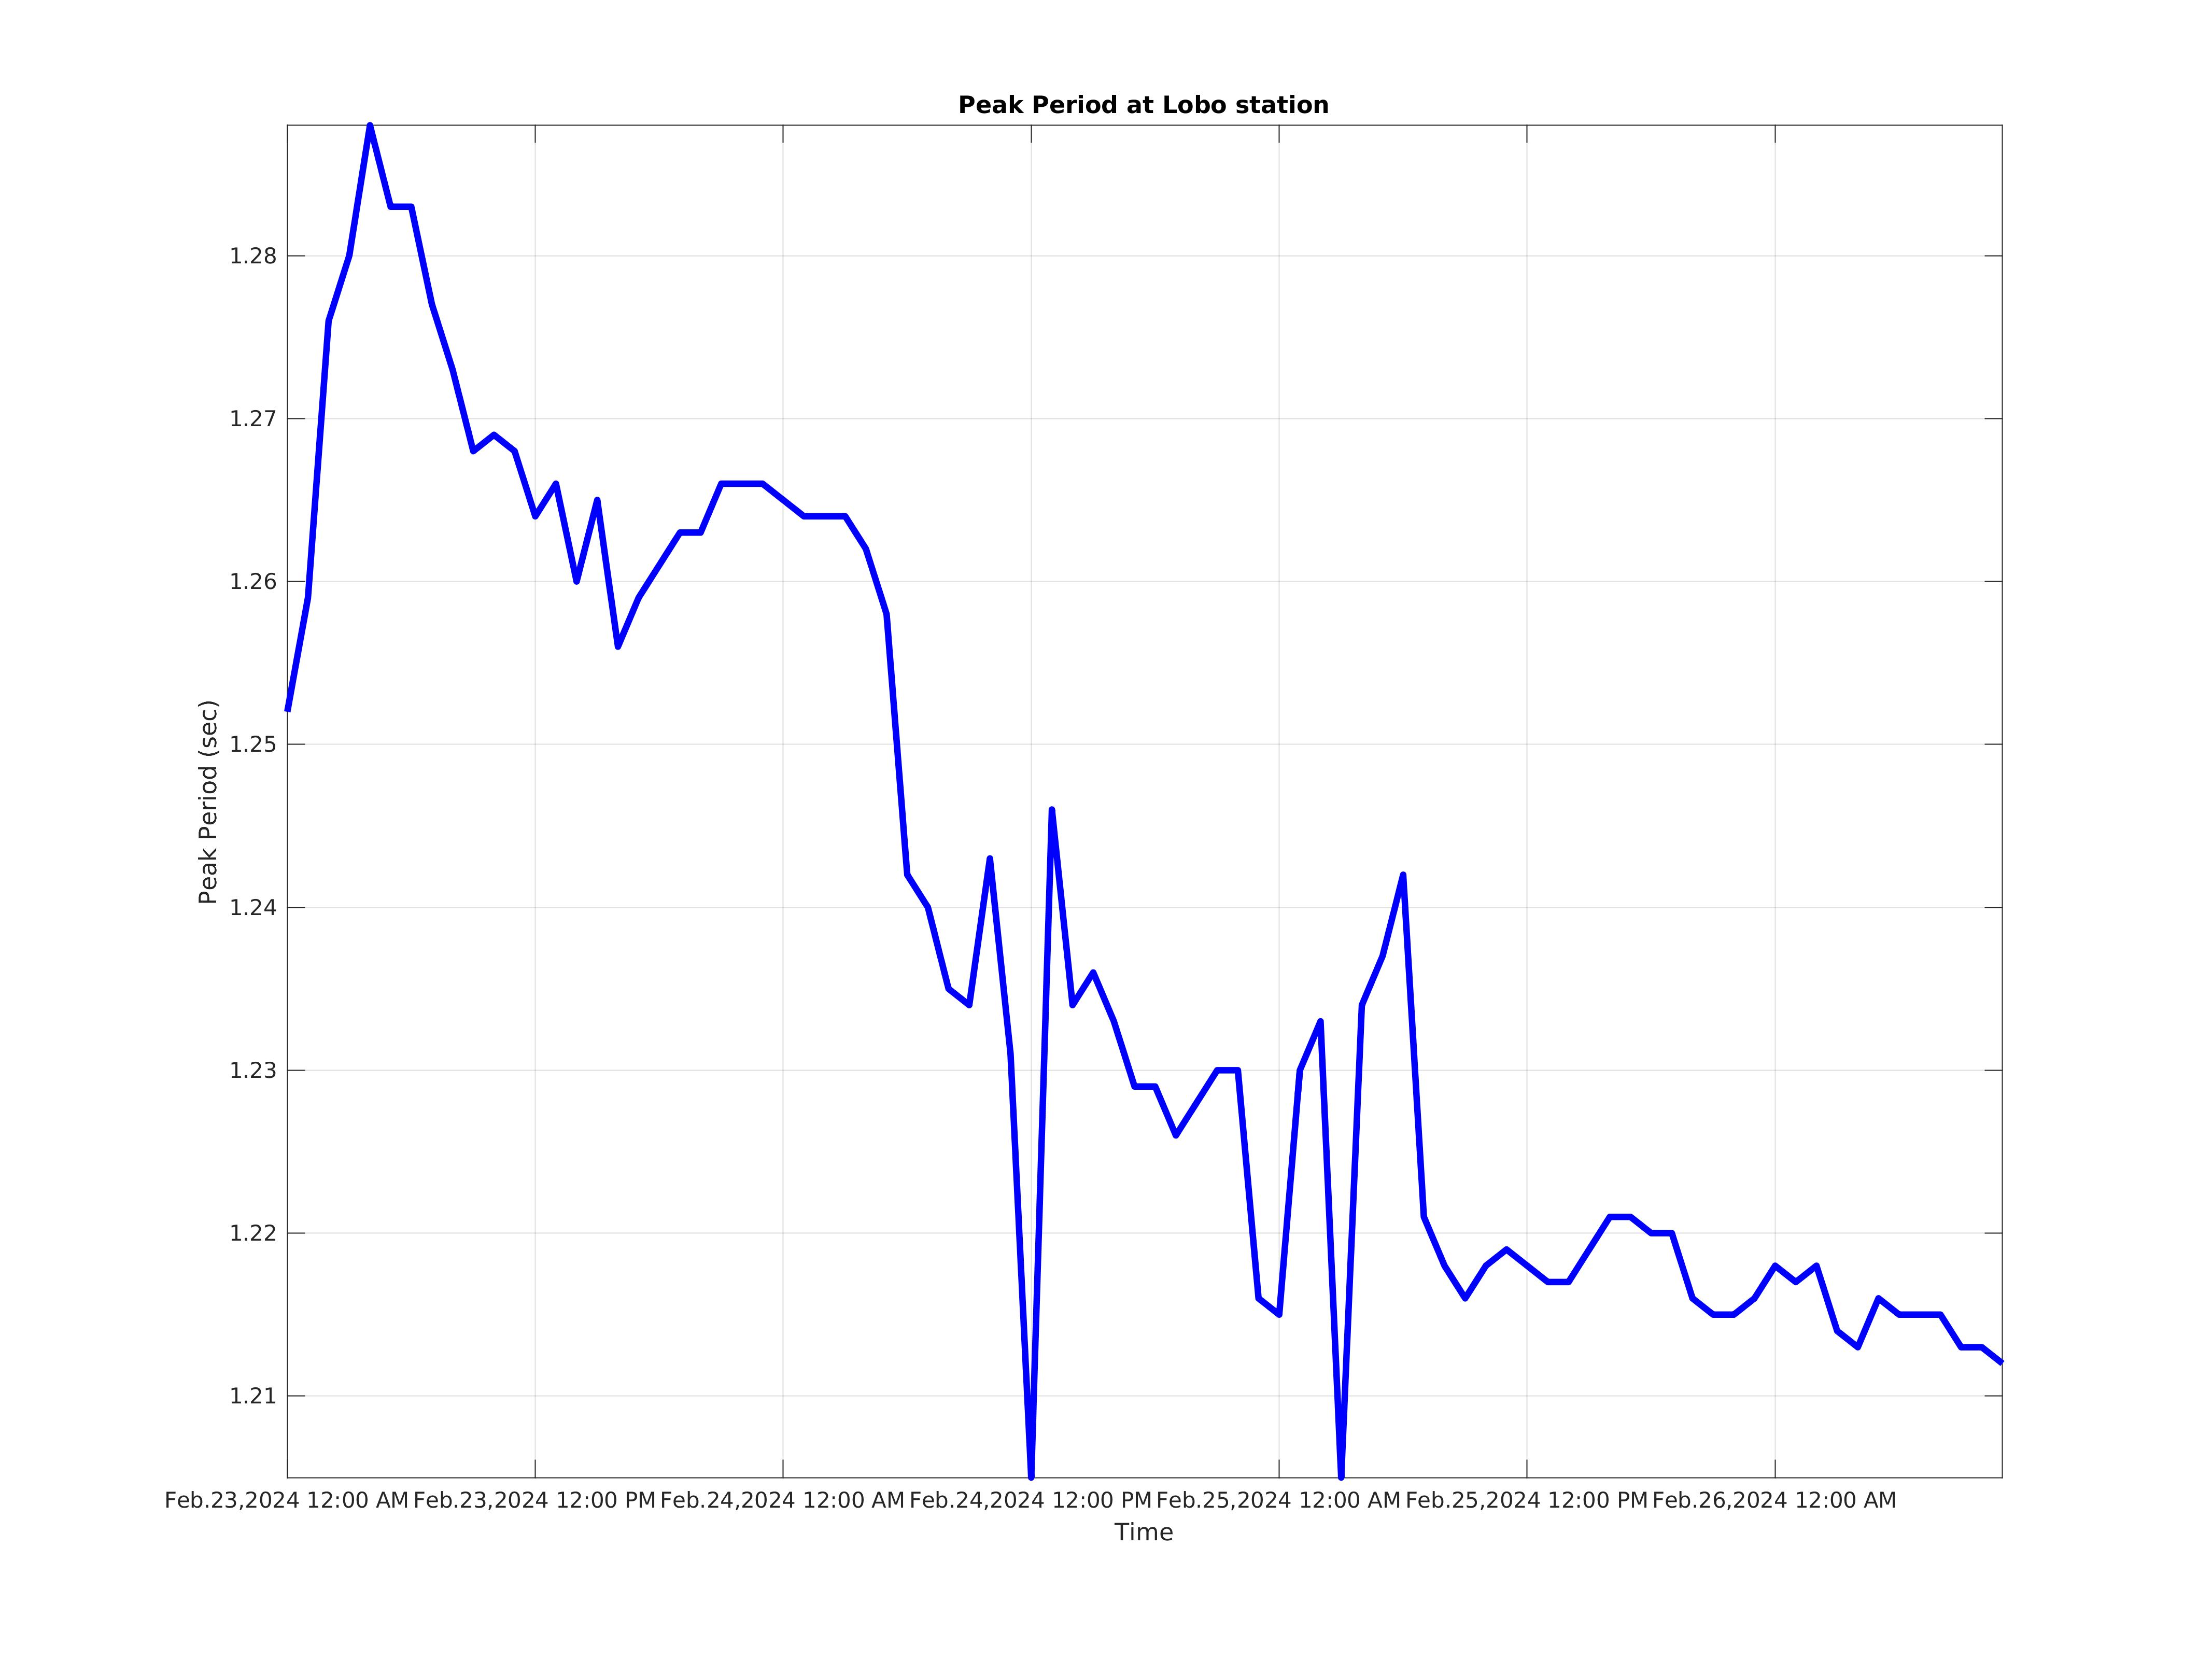 Peak Period at Lobo station
1.28
1.27
1.26
1.25
1.24
1.23
1.22
1.21
Peak Period (sec)
Feb.23,2024 12:00 AM Feb.23,2024 12:00 PM Feb.24,2024 12:00 AM Feb.24,2024 12:00 PM Feb.25,2024 12:00 AM Feb.25,2024 12:00 PM Feb.26,2024 12:00 AM
Time